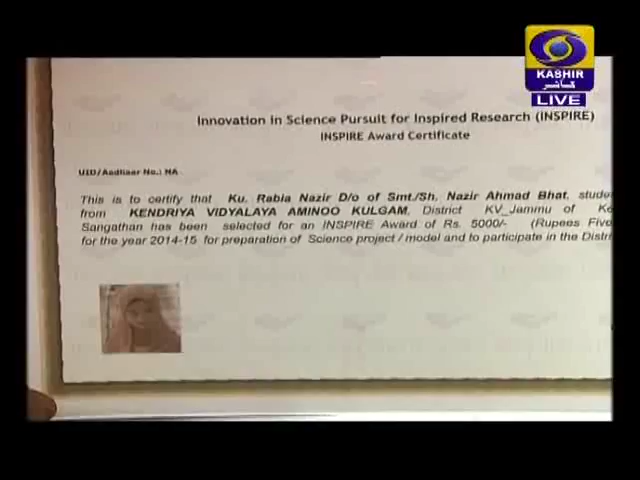 KASHIR
كٲشُر
LIVE
Innovation in Science Pursuit for Inspired Research (INSPIRE)
INSPIRE Award Certificate
UID/Aadhaar No.: NA
This is to certify that Ku. Rabia Nazir D/o of Smt./Sh. Nazir Ahmad Bhat, stude
from KENDRIYA VIDYALAYA AMINOO KULGAM, District KV_Jammu of Ke
Sangathan has been selected for an INSPIRE Award of Rs. 5000/- (Rupees Five
for the year 2014-15 for preparation of Science project / model and to participate in the Distri